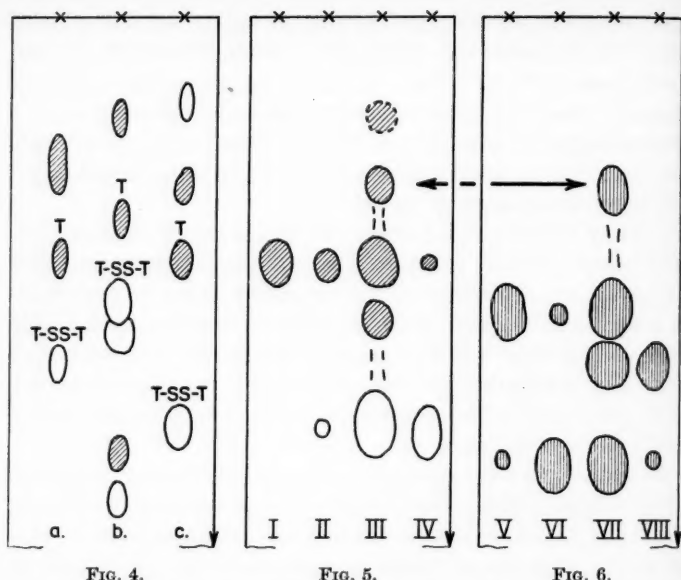 T
T
T
T-SS-T
T-SS-T
T-SS-T
a. b. c.
I II III IV
V VI VII VIII
FIG. 4. FIG. 5. FIG. 6.